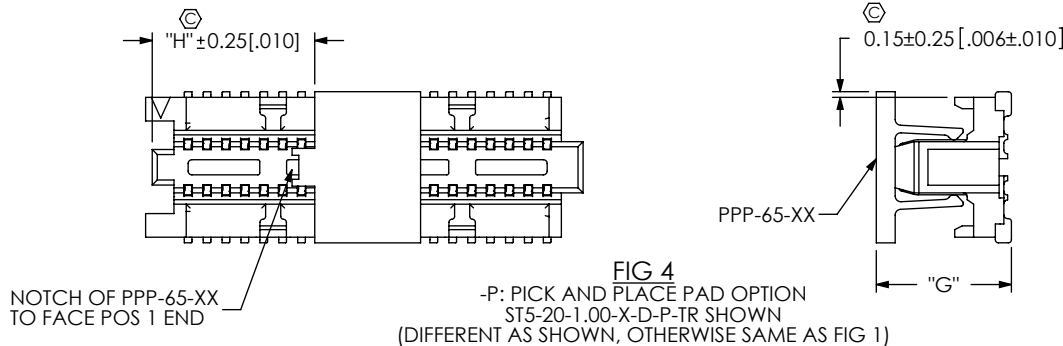 C
"H"±0.25[.010]
C
0.15±0.25 [.006±.010]
PPP-65-XX
"G"
NOTCH OF PPP-65-XX
TO FACE POS 1 END
FIG 4
-P: PICK AND PLACE PAD OPTION
ST5-20-1.00-X-D-P-TR SHOWN
(DIFFERENT AS SHOWN, OTHERWISE SAME AS FIG 1)